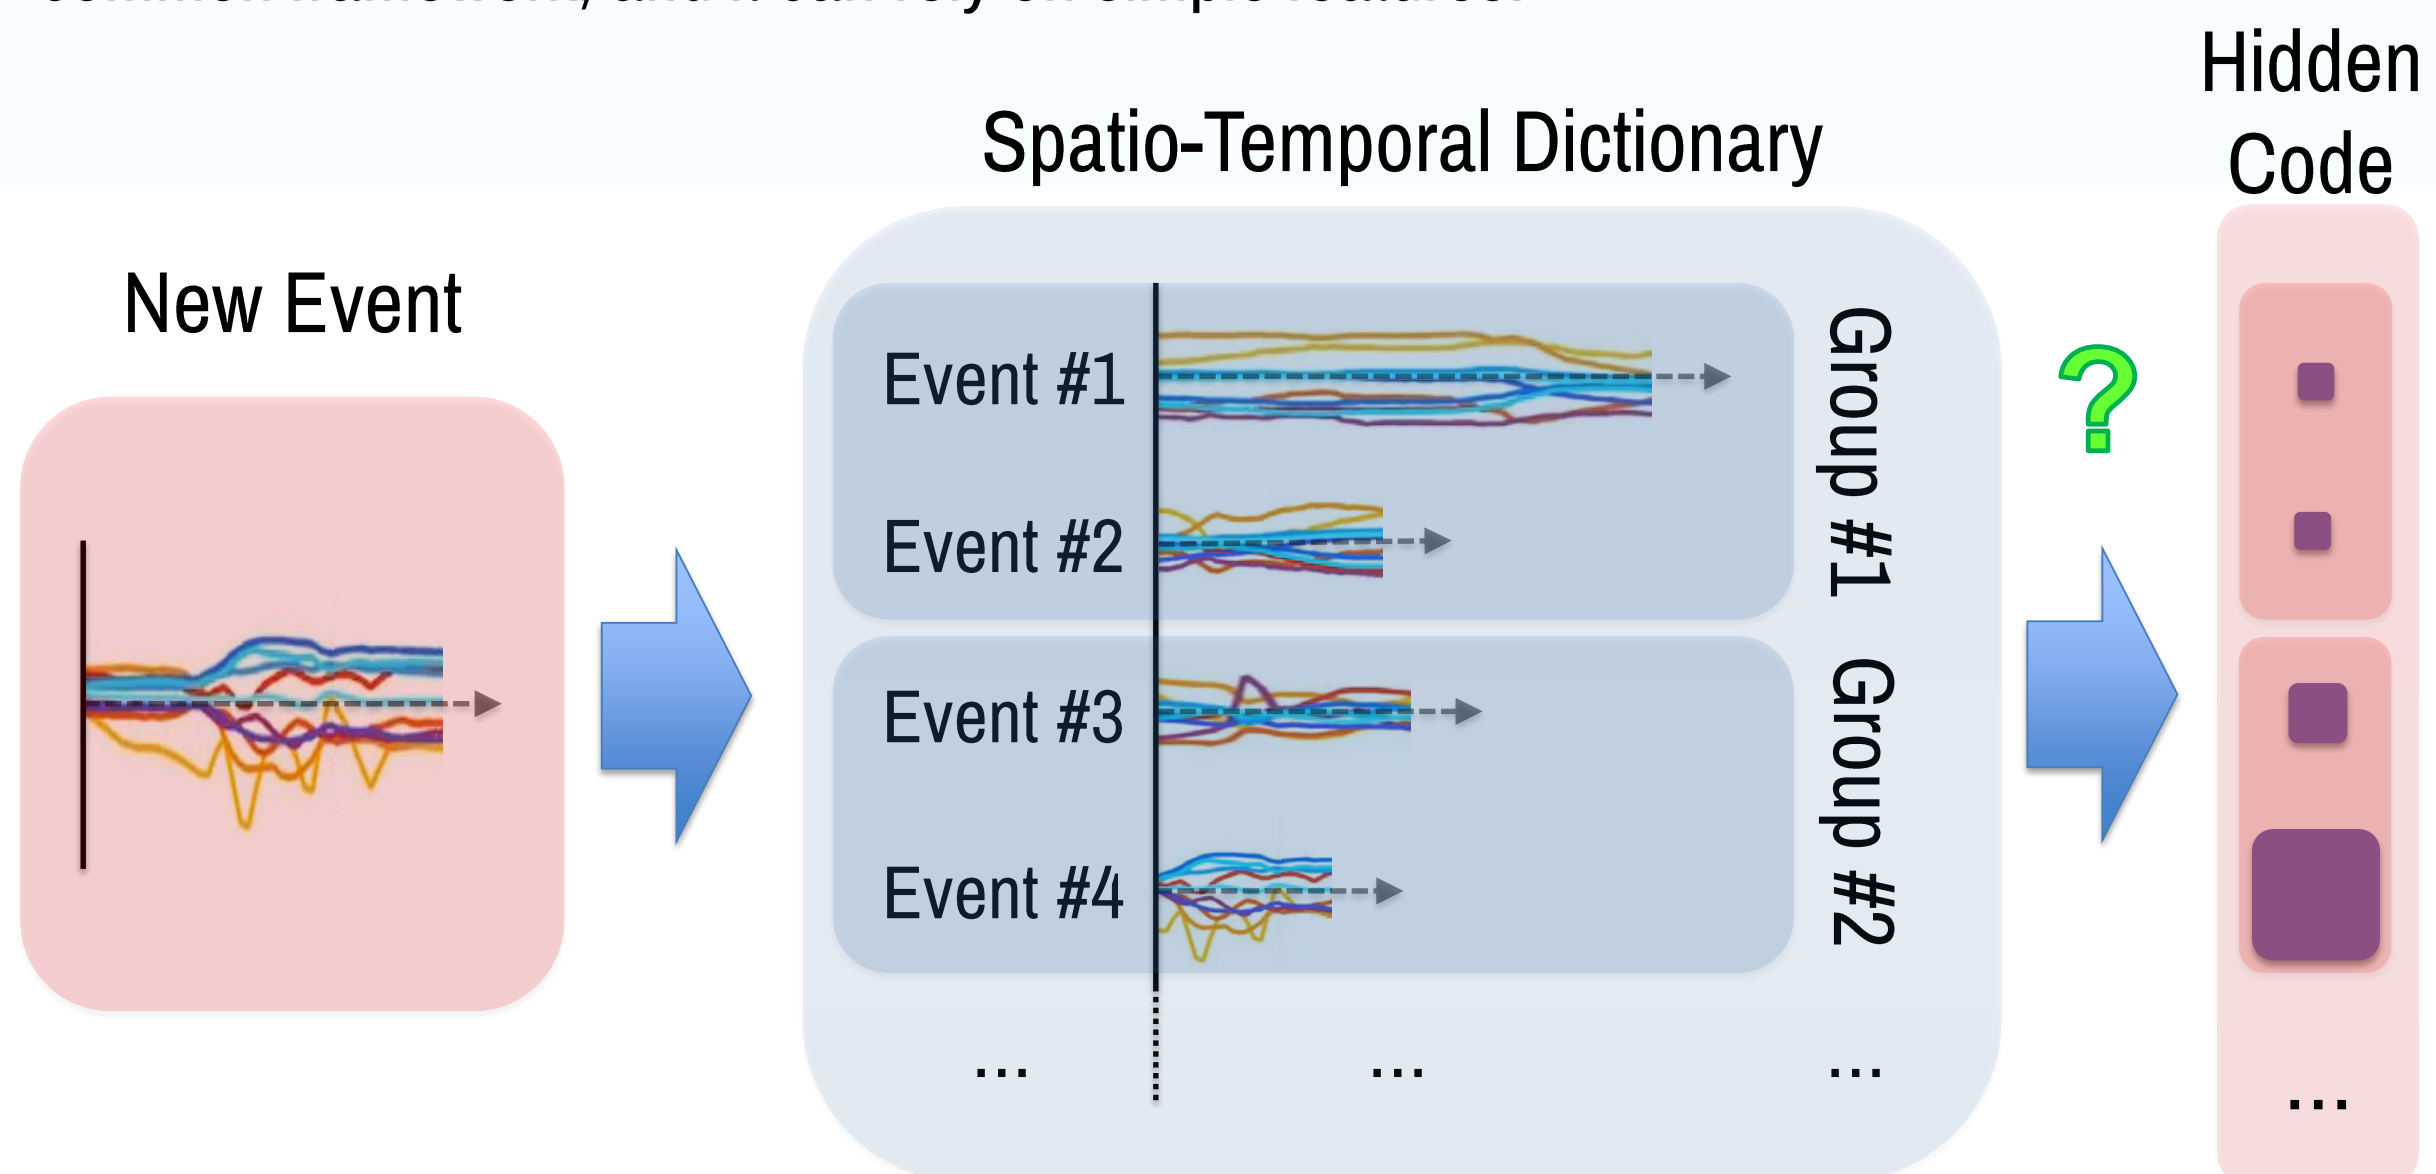 New Event
Spatio-Temporal Dictionary
Event #1
Event #2
Group #1
Event #3
Event #4
Group #2
...
...
...
?
Hidden
Code
...